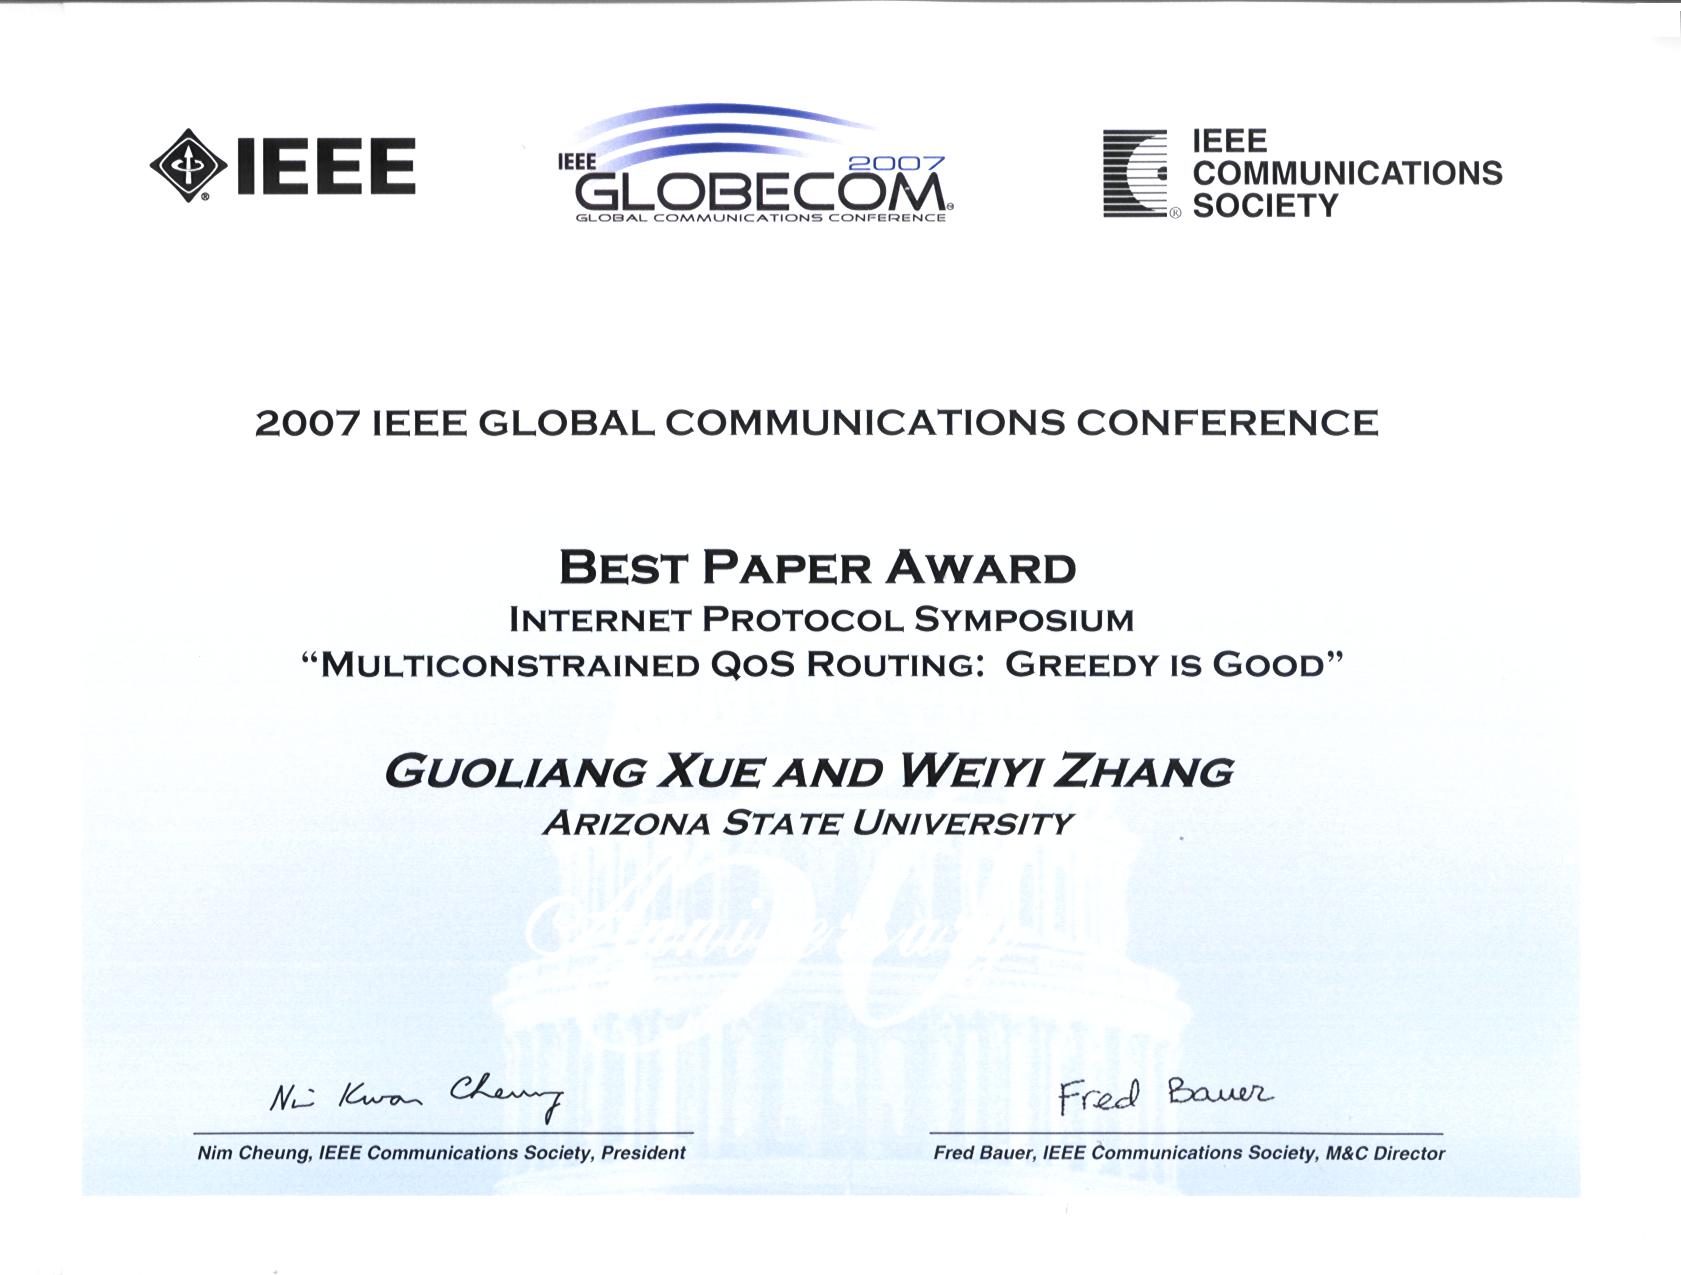 IEEE
IEEE
2007
GLOBECOM
GLOBAL COMMUNICATIONS CONFERENCE
IEEE
COMMUNICATIONS
SOCIETY
2007 IEEE GLOBAL COMMUNICATIONS CONFERENCE
BEST PAPER AWARD
INTERNET PROTOCOL SYMPOSIUM
“MULTICONSTRAINED QOS ROUTING: GREEDY IS GOOD”
GUOLIANG XUE AND WEIYI ZHANG
ARIZONA STATE UNIVERSITY
50
Anniversary
Nim Kwan Cheung
Fred Bauer
Nim Cheung, IEEE Communications Society, President
Fred Bauer, IEEE Communications Society, M&C Director